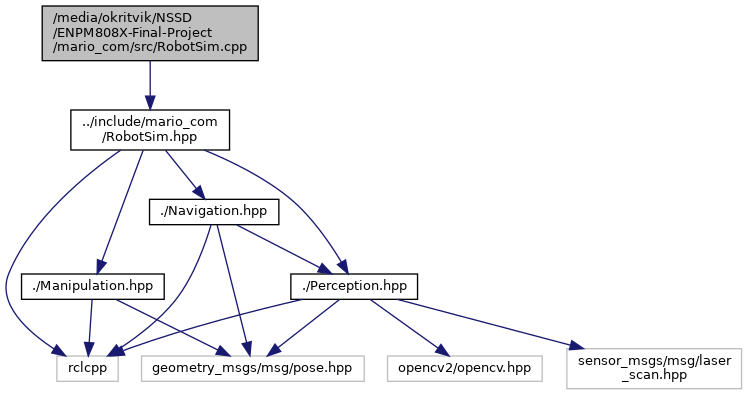 /media/okritvik/NSSD
/ENPM808X-Final-Project
/mario_com/src/RobotSim.cpp
../include/mario_com
/RobotSim.hpp
./Navigation.hpp
./Manipulation.hpp
./Perception.hpp
rclcpp
geometry_msgs/msg/pose.hpp
opencv2/opencv.hpp
sensor_msgs/msg/laser
_scan.hpp